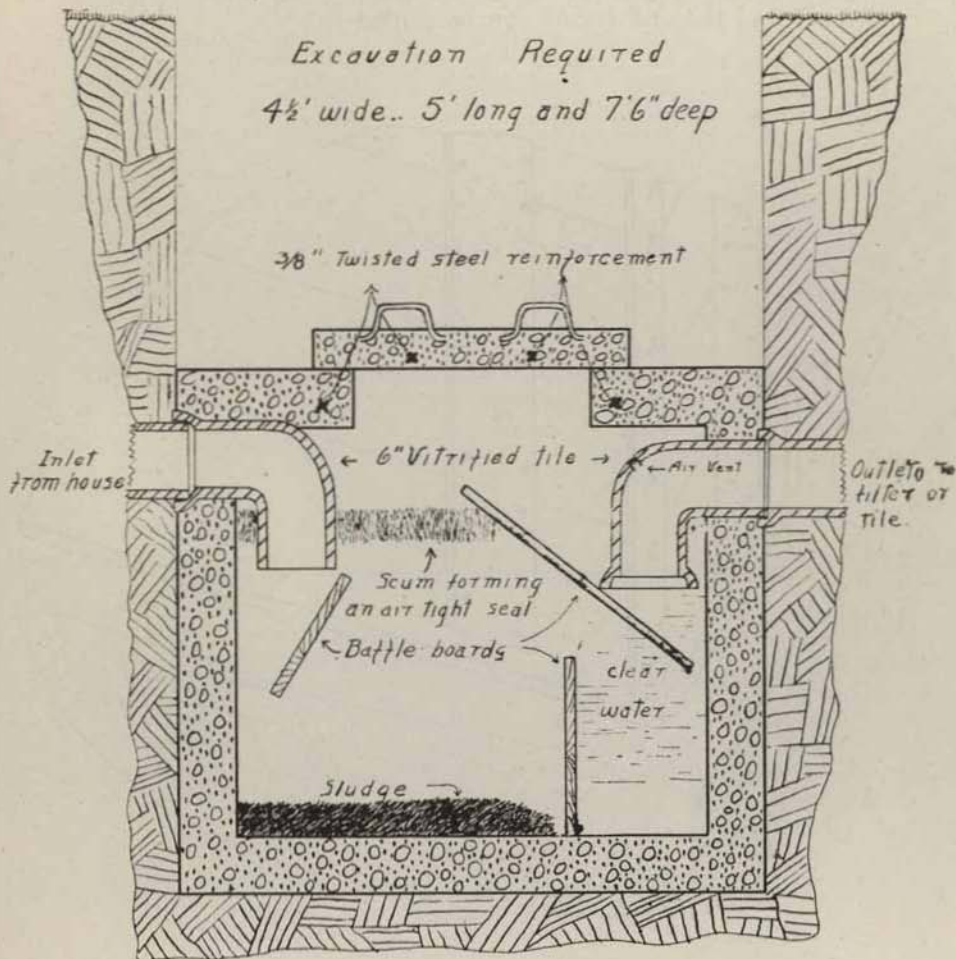 Excavation Required
4½' wide.. 5' long and 7'6" deep
3/8" Twisted steel reinforcement
Inlet
from house
6" Vitrified tile
Air Vent
Outlet to
filter or
tile.
Scum forming
an air tight seal
Baffle boards
clear
water
Sludge